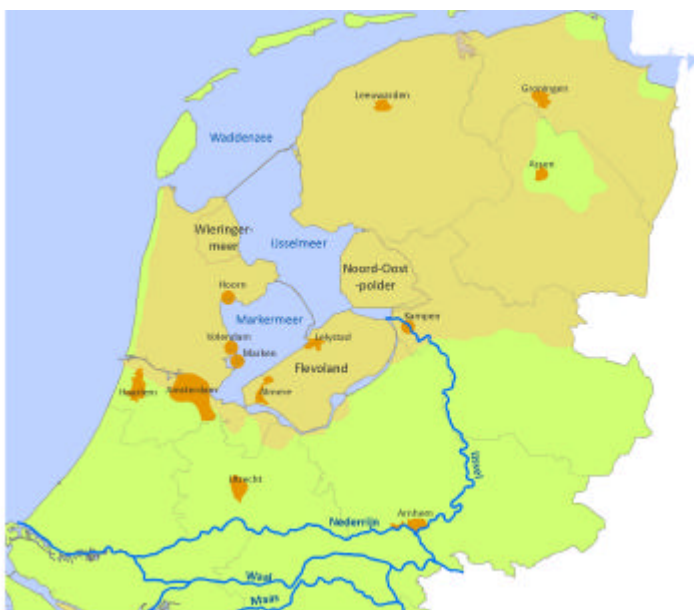 Leeuwarden
Groningen
Waddenzee
Assen
Wieringer-
meer
IJsselmeer
Noord-Oost
-polder
Hoorn
Markermeer
Kampen
Volendam
Lelystad
Marken
Flevoland
Haarlem
Amsterdam
Almere
IJssel
Utrecht
Arnhem
Nederrijn
Waal
Maas